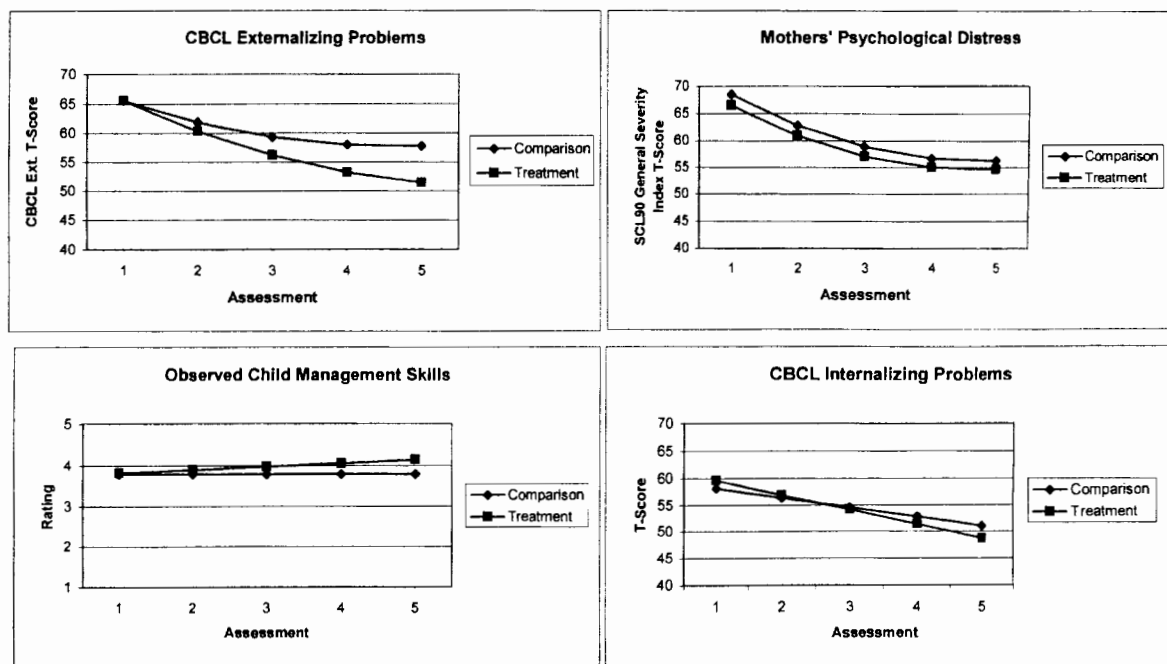 CBCL Externalizing Problems
CBCL Ext. T-Score
70
65
60
55
50
45
40
1 2 3 4 5
Assessment
Comparison
Treatment
Mothers' Psychological Distress
SCL90 General Severity
Index T-Score
70
65
60
55
50
45
40
1 2 3 4 5
Assessment
Comparison
Treatment
Observed Child Management Skills
Rating
5
4
3
2
1
1 2 3 4 5
Assessment
Comparison
Treatment
CBCL Internalizing Problems
T-Score
70
65
60
55
50
45
40
1 2 3 4 5
Assessment
Comparison
Treatment